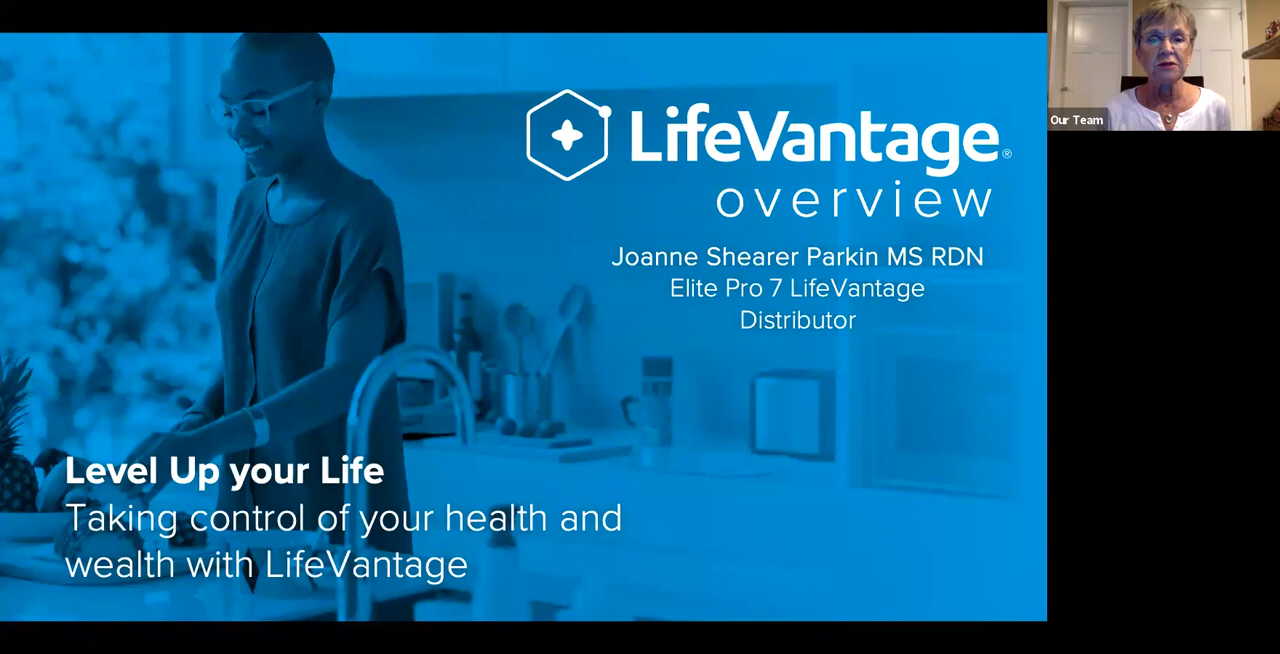 LifeVantage®
overview
Joanne Shearer Parkin MS RDN
Elite Pro 7 LifeVantage
Distributor
Level Up your Life
Taking control of your health and
wealth with LifeVantage
Our Team